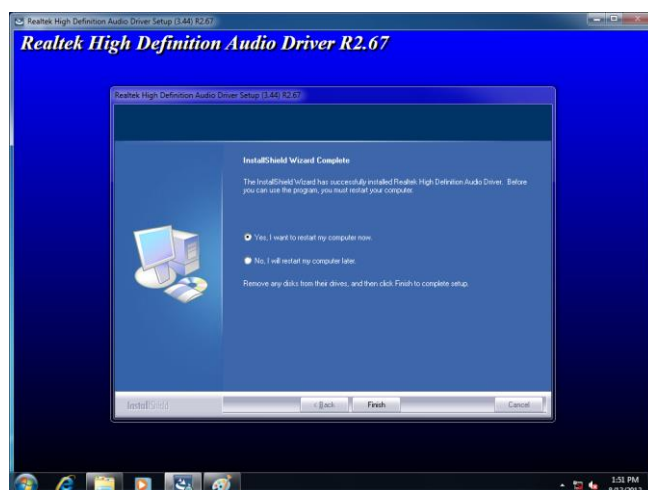 Realtek High Definition Audio Driver Setup (3.44) R2.67
Realtek High Definition Audio Driver R2.67
Realtek High Definition Audio Driver Setup (3.44) R2.67
InstallShield Wizard Complete
The InstallShield Wizard has successfully installed Realtek High Definition Audio Driver. Before
you can use the program, you must restart your computer.
Yes, I want to restart my computer now.
No, I will restart my computer later.
Remove any disks from their drives, and then click Finish to complete setup.
InstallShield
< Back
Finish
Cancel
1:51 PM